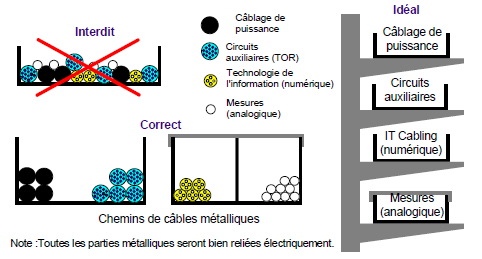 Interdit
Câblage de
puissance
Circuits
auxiliaires (TOR)
Technologie de
l'information (numérique)
Mesures
(analogique)
Correct
Chemins de câbles métalliques
Note :Toutes les parties métalliques seront bien reliées électriquement.
Idéal
Câblage de
puissance
Circuits
auxiliaires
IT Cabling
(numérique)
Mesures
(analogique)